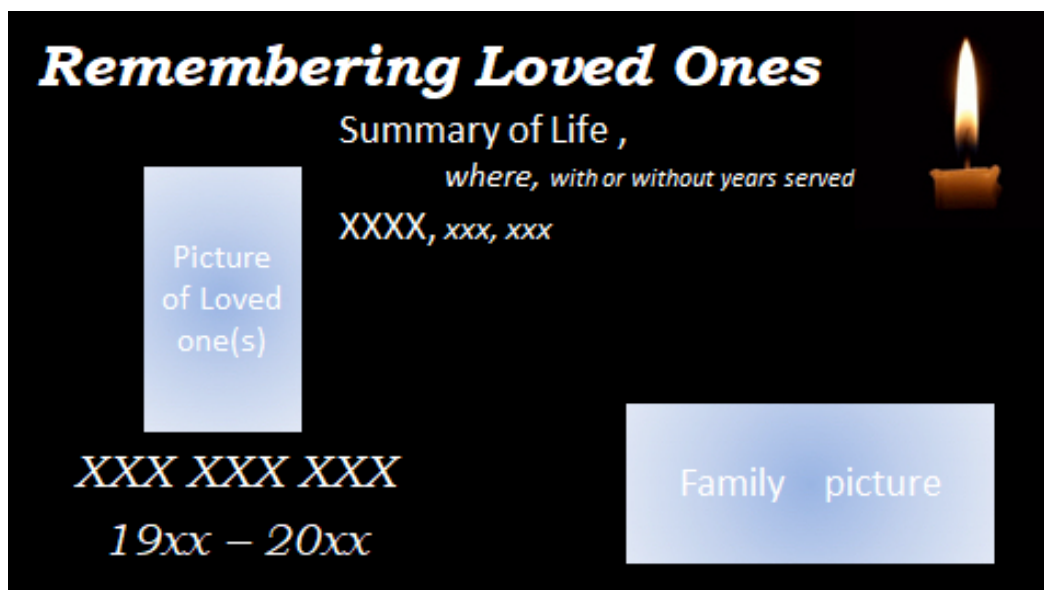 Remembering Loved Ones
Summary of Life ,
where, with or without years served
XXXX, xxx, xxx
Picture
of Loved
one(s)
XXX XXX XXX
19xx – 20xx
Family picture